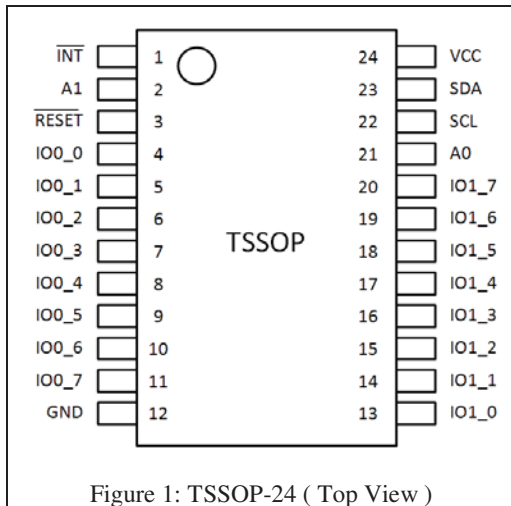 INT 1 24 VCC
A1 2 23 SDA
RESET 3 22 SCL
IO0_0 4 21 A0
IO0_1 5 20 IO1_7
IO0_2 6 19 IO1_6
IO0_3 7 TSSOP 18 IO1_5
IO0_4 8 17 IO1_4
IO0_5 9 16 IO1_3
IO0_6 10 15 IO1_2
IO0_7 11 14 IO1_1
GND 12 13 IO1_0
Figure 1: TSSOP-24 ( Top View )